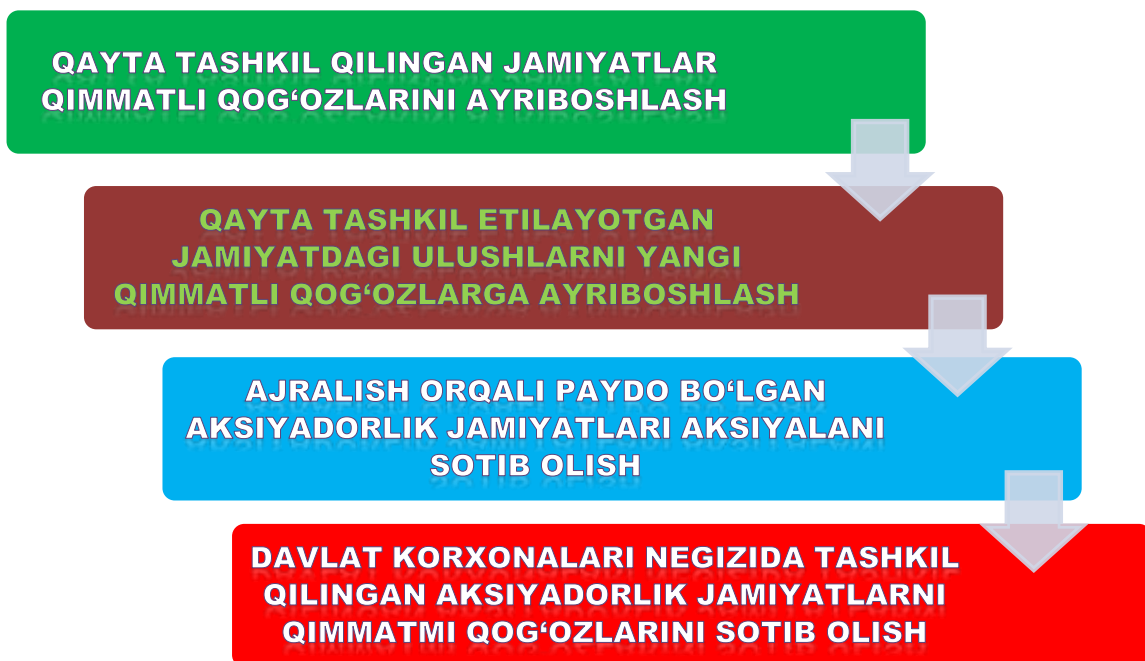 QAYTA TASHKIL QILINGAN JAMIYATLAR
QIMMATLI QOG‘OZLARINI AYRIBOSHLASH
QAYTA TASHKIL ETILAYOTGAN
JAMIYATDAGI ULUSHLARNI YANGI
QIMMATLI QOG‘OZLARGA AYRIBOSHLASH
AJRALISH ORQALI PAYDO BO‘LGAN
AKSIYADORLIK JAMIYATLARI AKSIYALANI
SOTIB OLISH
DAVLAT KORXONALARI NEGIZIDA TASHKIL
QILINGAN AKSIYADORLIK JAMIYATLARNI
QIMMATMI QOG‘OZLARINI SOTIB OLISH